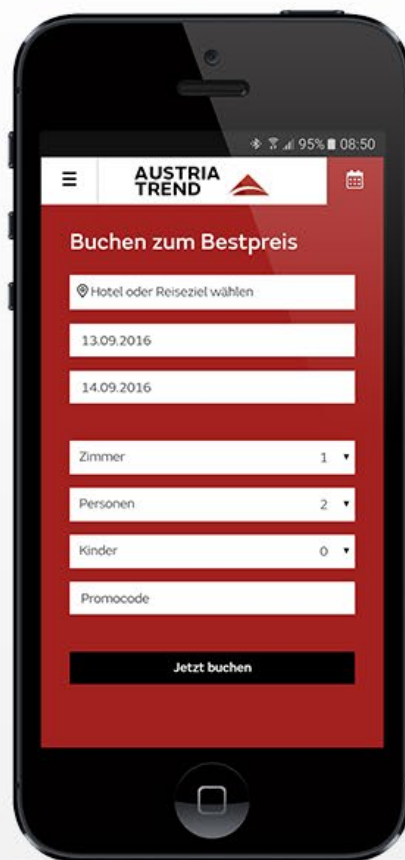 95% 08:50
AUSTRIA
TREND
Buchen zum Bestpreis
Hotel oder Reiseziel wählen
13.09.2016
14.09.2016
Zimmer 1
Personen 2
Kinder 0
Promocode
Jetzt buchen